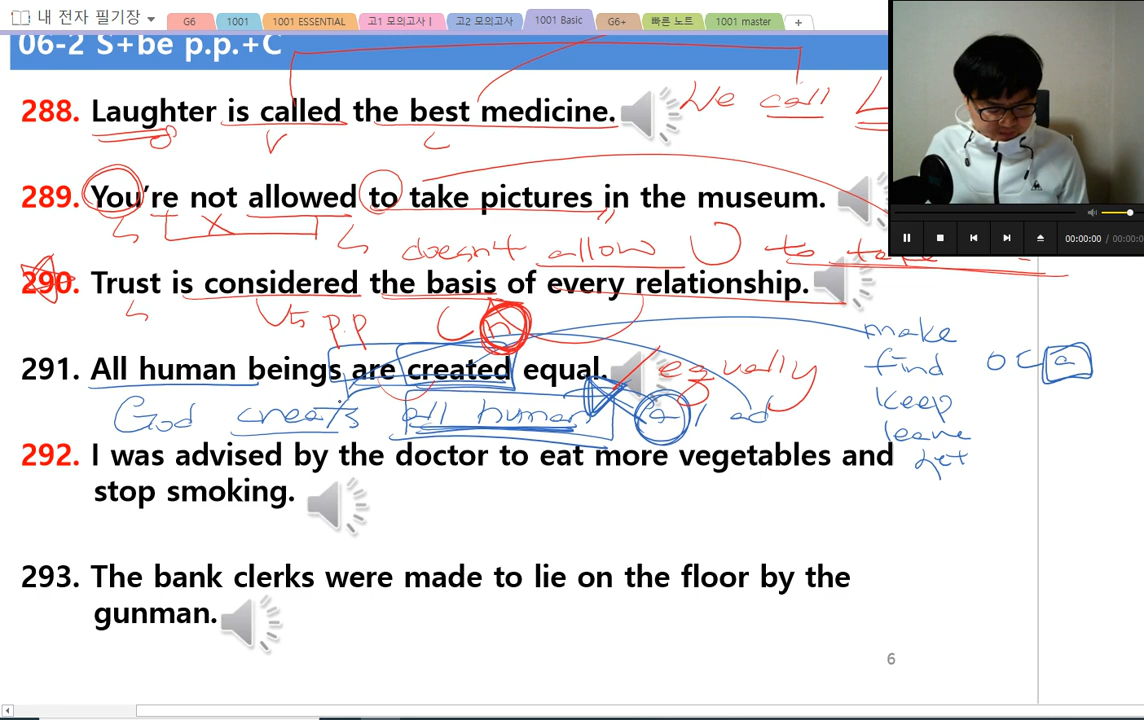 내 전자 필기장
G6 1001 1001 ESSENTIAL 고1 모의고사 I 고2 모의고사 1001 Basic G6+ 빠른 노트 1001 master +
06-2 S+be p.p.+C
288. Laughter is called the best medicine. We call L
s v c
289. You're not allowed to take pictures in the museum.
doesn't allow to take
290. Trust is considered the basis of every relationship.
00:00:00 / 00:00:0
p.p n
make
291. All human beings are created equal. equally
find O C a
God creats all human a / ad
keep
leave
292. I was advised by the doctor to eat more vegetables and
let
stop smoking.
293. The bank clerks were made to lie on the floor by the
gunman.
6